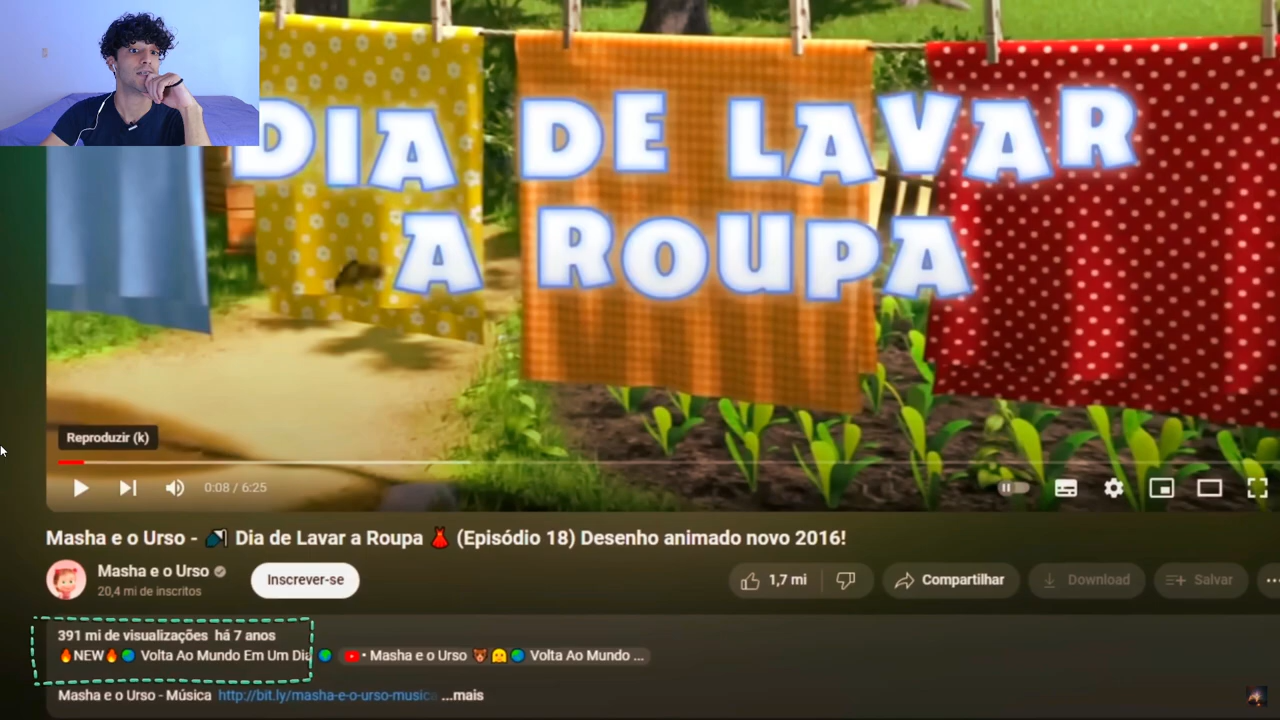 DIA DE LAVAR
A ROUPA
Reproduzir (k)
0:08 / 6:25
Masha e o Urso - Dia de Lavar a Roupa (Episódio 18) Desenho animado novo 2016!
Masha e o Urso
20,4 mi de inscritos
Inscrever-se
1,7 mi
Compartilhar
Download
Salvar
391 mi de visualizações há 7 anos
🔥NEW🔥🌎 Volta Ao Mundo Em Um Dia 🌎 • Masha e o Urso 🐻👱🌎 Volta Ao Mundo ...
Masha e o Urso - Música http://bit.ly/masha-e-o-urso-musica ...mais